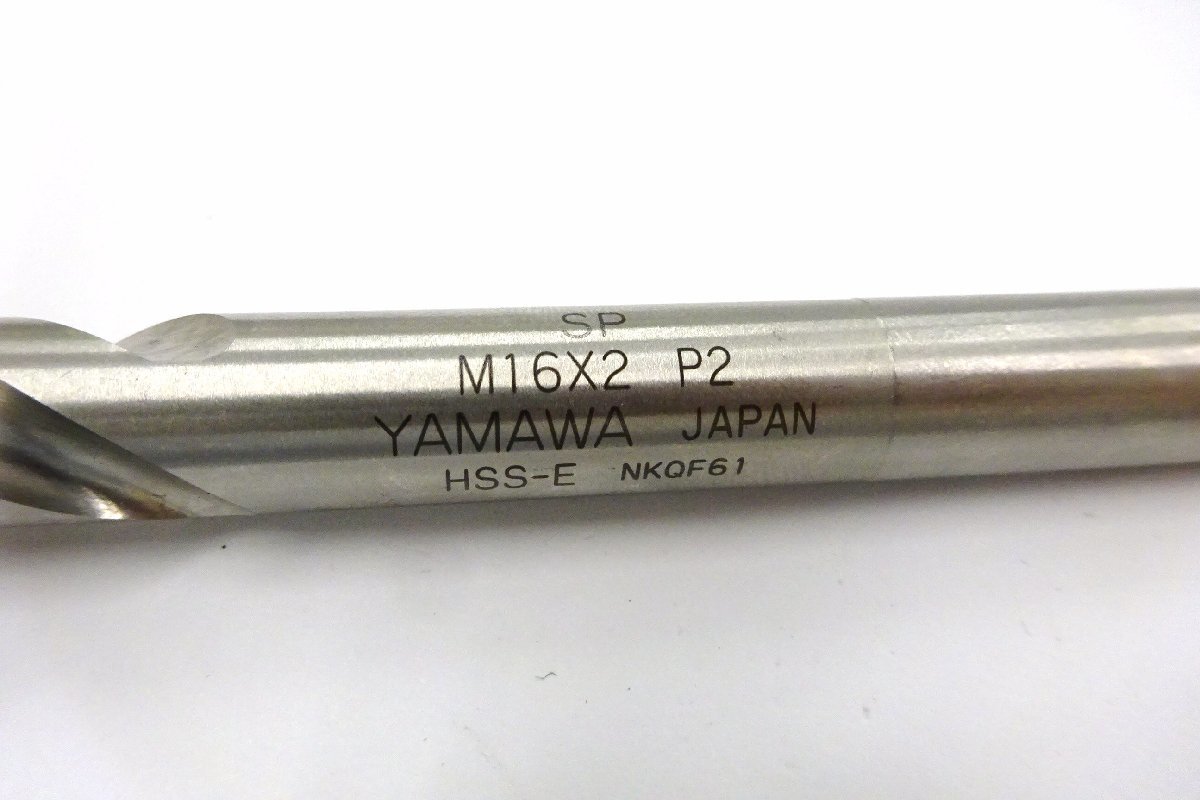 SP
M16X2 P2
YAMAWA JAPAN
HSS-E NKQF61